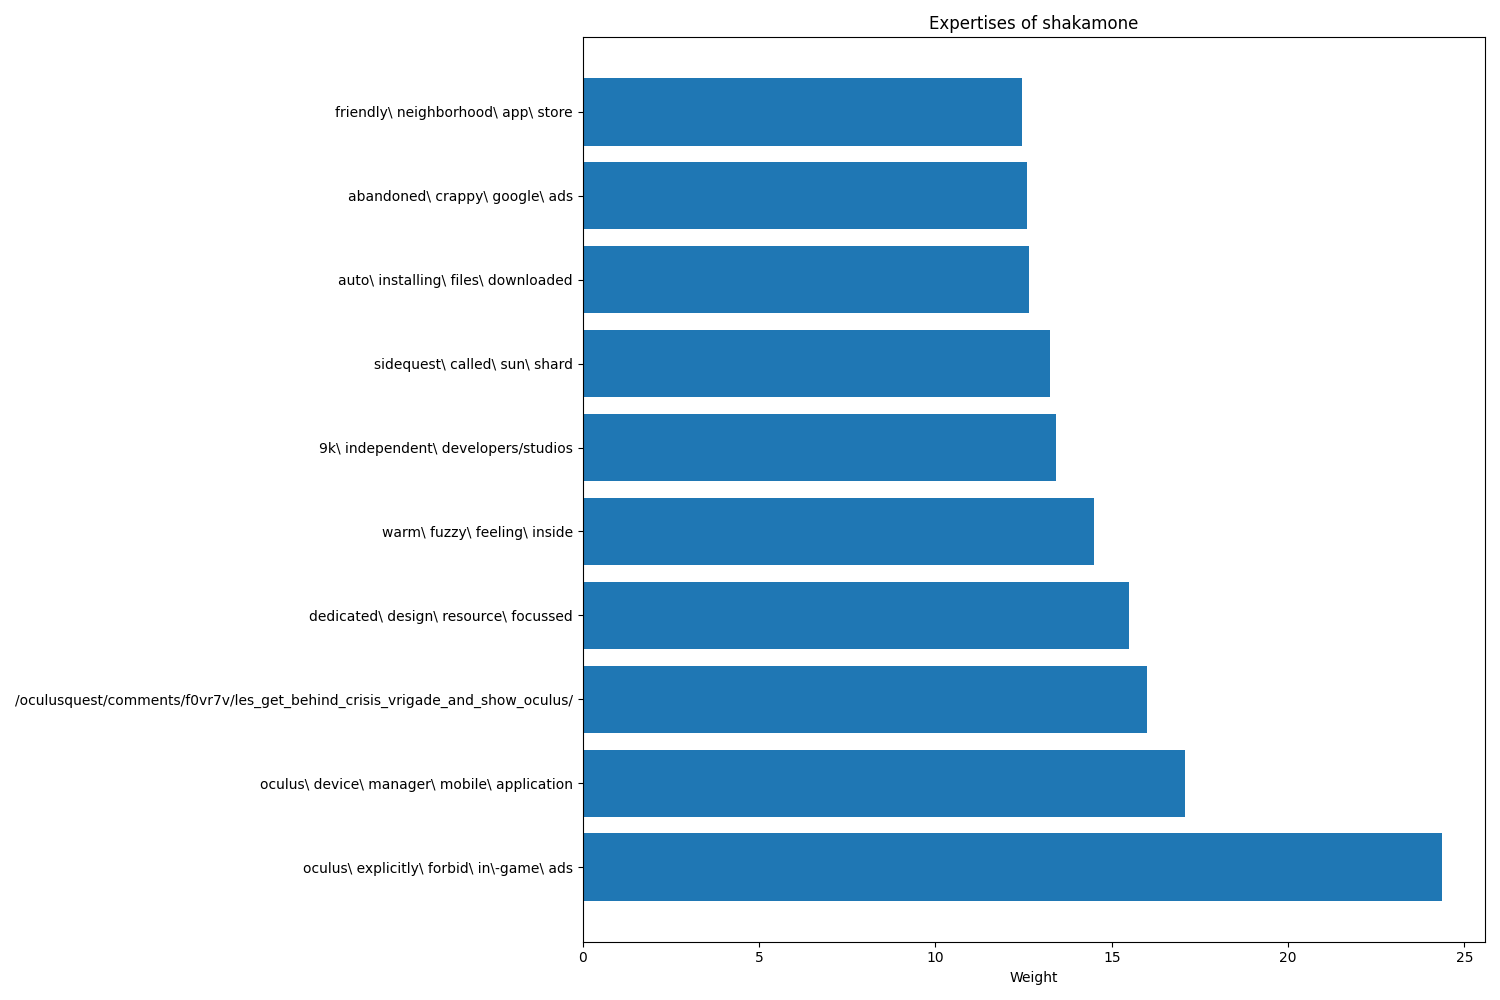 Expertises of shakamone
friendly\ neighborhood\ app\ store
abandoned\ crappy\ google\ ads
auto\ installing\ files\ downloaded
sidequest\ called\ sun\ shard
9k\ independent\ developers/studios
warm\ fuzzy\ feeling\ inside
dedicated\ design\ resource\ focussed
/oculusquest/comments/f0vr7v/les_get_behind_crisis_vrigade_and_show_oculus/
oculus\ device\ manager\ mobile\ application
oculus\ explicitly\ forbid\ in\-game\ ads
0 5 10 15 20 25
Weight